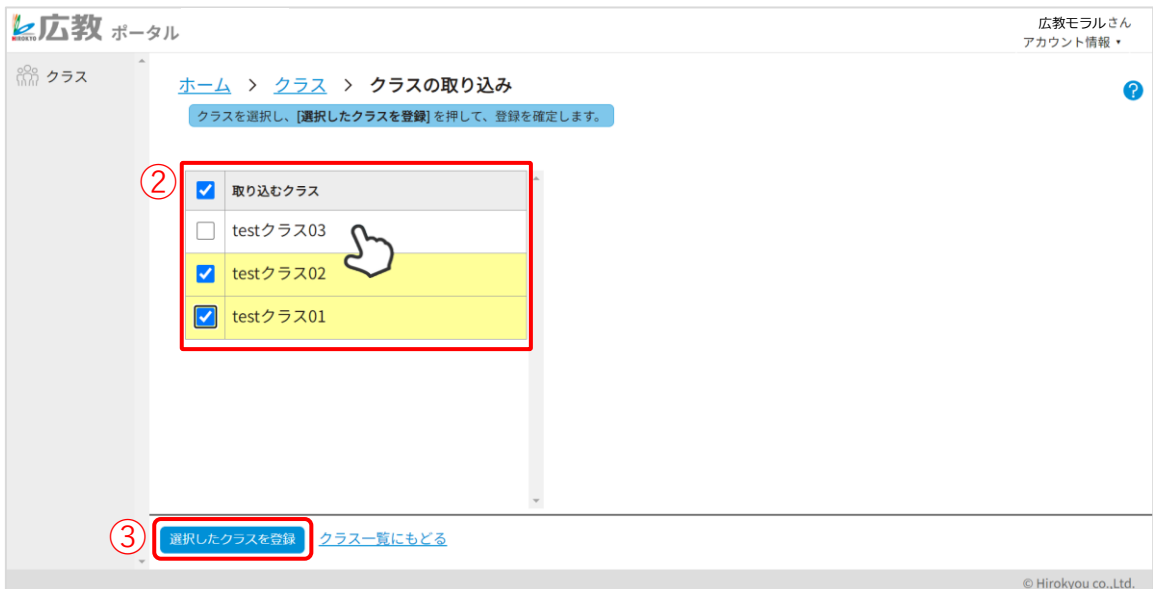 HIROKYO 広教 ポータル
広教モラルさん
アカウント情報 ▾
クラス
ホーム > クラス > クラスの取り込み
?
クラスを選択し、[選択したクラスを登録] を押して、登録を確定します。
②
取り込むクラス
testクラス03
testクラス02
testクラス01
③
選択したクラスを登録
クラス一覧にもどる
© Hirokyou co.,Ltd.